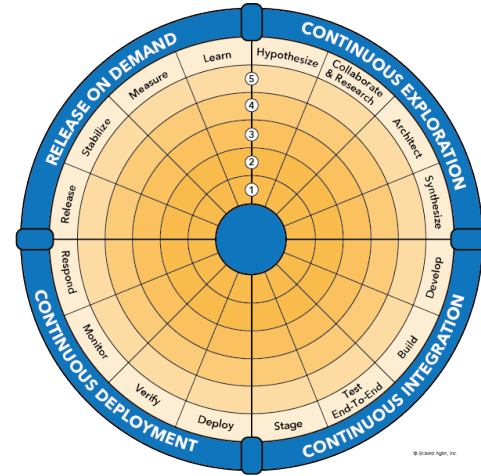 CONTINUOUS EXPLORATION
Hypothesize
Collaborate
& Research
Architect
Synthesize
CONTINUOUS INTEGRATION
Develop
Build
Test
End-To-End
Stage
CONTINUOUS DEPLOYMENT
Deploy
Verify
Monitor
Respond
RELEASE ON DEMAND
Release
Stabilize
Measure
Learn
5
4
3
2
1
© Scaled Agile, Inc.